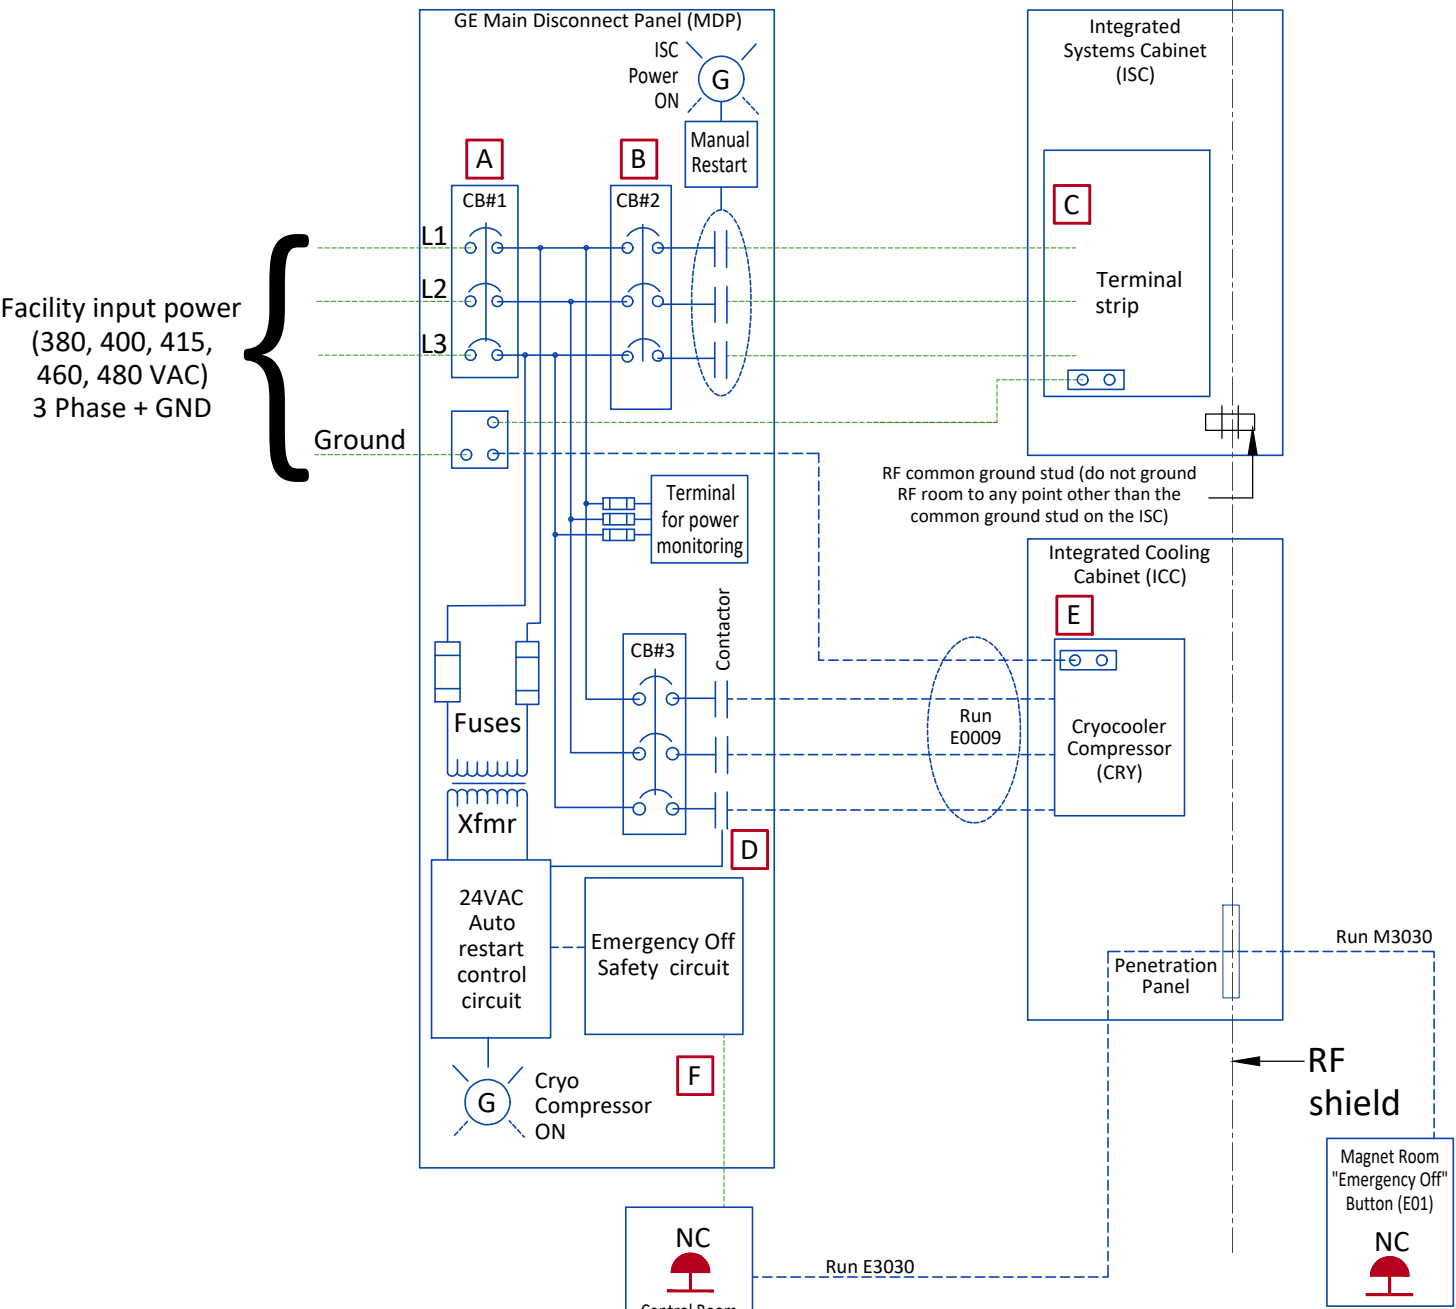 GE Main Disconnect Panel (MDP)
ISC
Power
ON
G
Manual
Restart
A
B
CB#1
CB#2
L1
L2
L3
Facility input power
(380, 400, 415,
460, 480 VAC)
3 Phase + GND
Ground
Integrated
Systems Cabinet
(ISC)
C
Terminal
strip
RF common ground stud (do not ground
RF room to any point other than the
common ground stud on the ISC)
Terminal
for power
monitoring
Integrated Cooling
Cabinet (ICC)
E
CB#3
Contactor
Run
E0009
Cryocooler
Compressor
(CRY)
Fuses
Xfmr
D
24VAC
Auto
restart
control
circuit
Emergency Off
Safety circuit
F
G
Cryo
Compressor
ON
Penetration
Panel
Run M3030
RF
shield
Magnet Room
"Emergency Off"
Button (E01)
NC
NC
Control Room
Run E3030